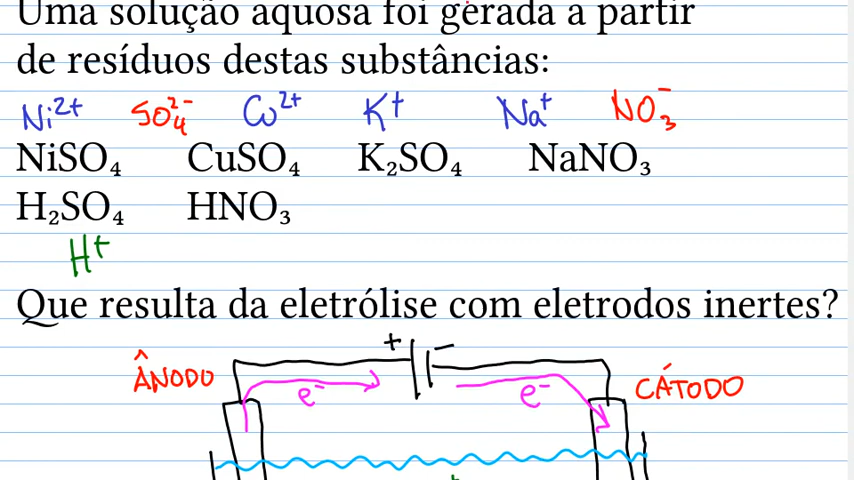 Uma solução aquosa foi gerada a partir
de resíduos destas substâncias:
Ni²⁺ SO₄²⁻ Cu²⁺ K⁺ Na⁺ NO₃⁻
NiSO₄ CuSO₄ K₂SO₄ NaNO₃
H₂SO₄ HNO₃
H⁺
Que resulta da eletrólise com eletrodos inertes?
+ −
ÂNODO e⁻ e⁻ CÁTODO